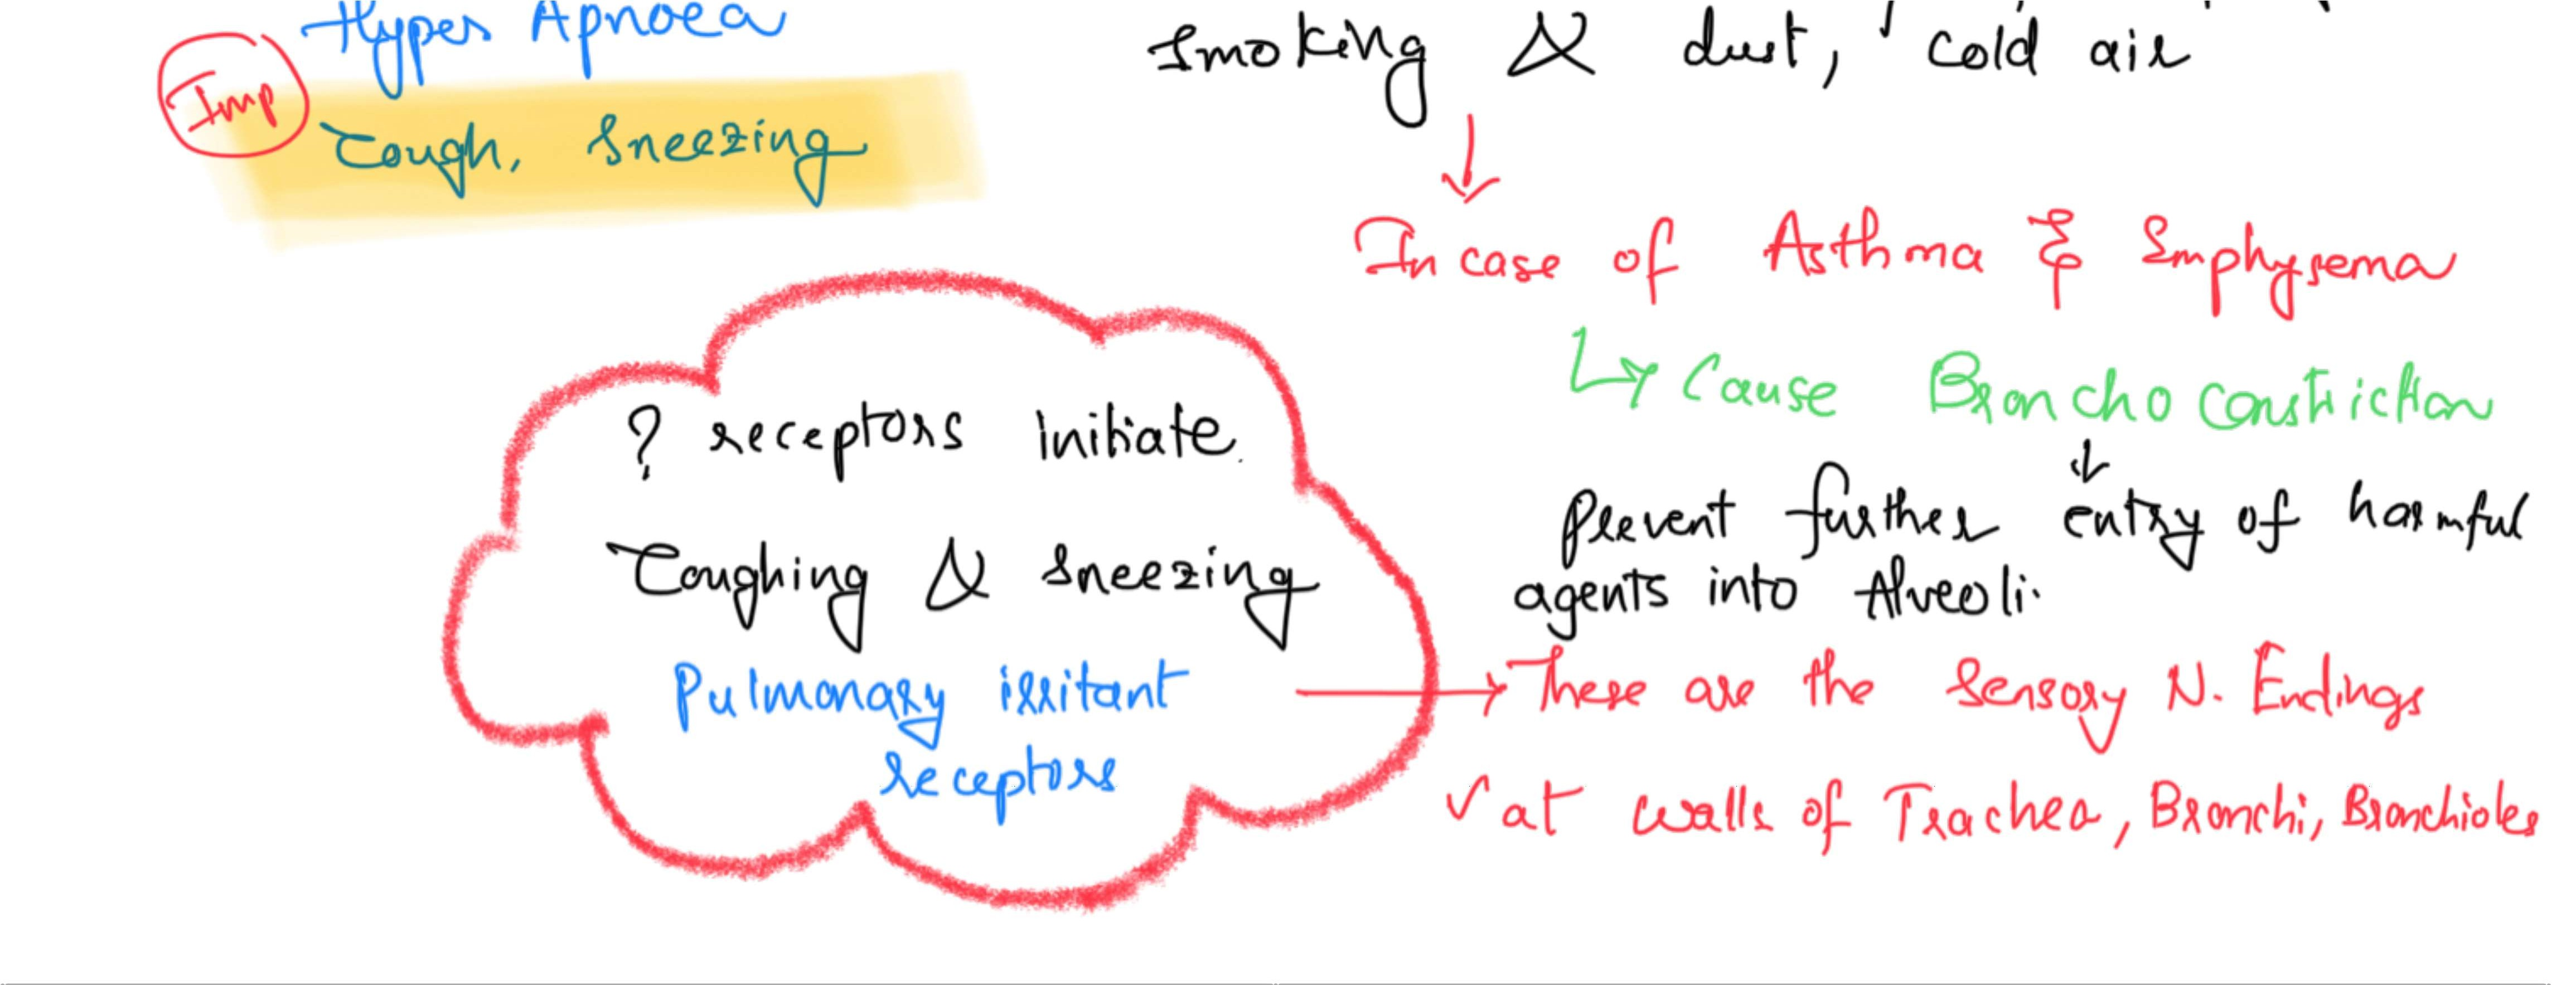 Hyper Apnoea
Imp
Cough, Sneezing
Smoking & dust, cold air
↓
In case of Asthma & Emphysema
↳ Cause Broncho constriction
↓
Prevent further entry of harmful
agents into Alveoli.
? receptors initiate
Coughing & Sneezing
Pulmonary irritant
receptors
→ These are the Sensory N. Endings
✓ at walls of Trachea, Bronchi, Bronchioles